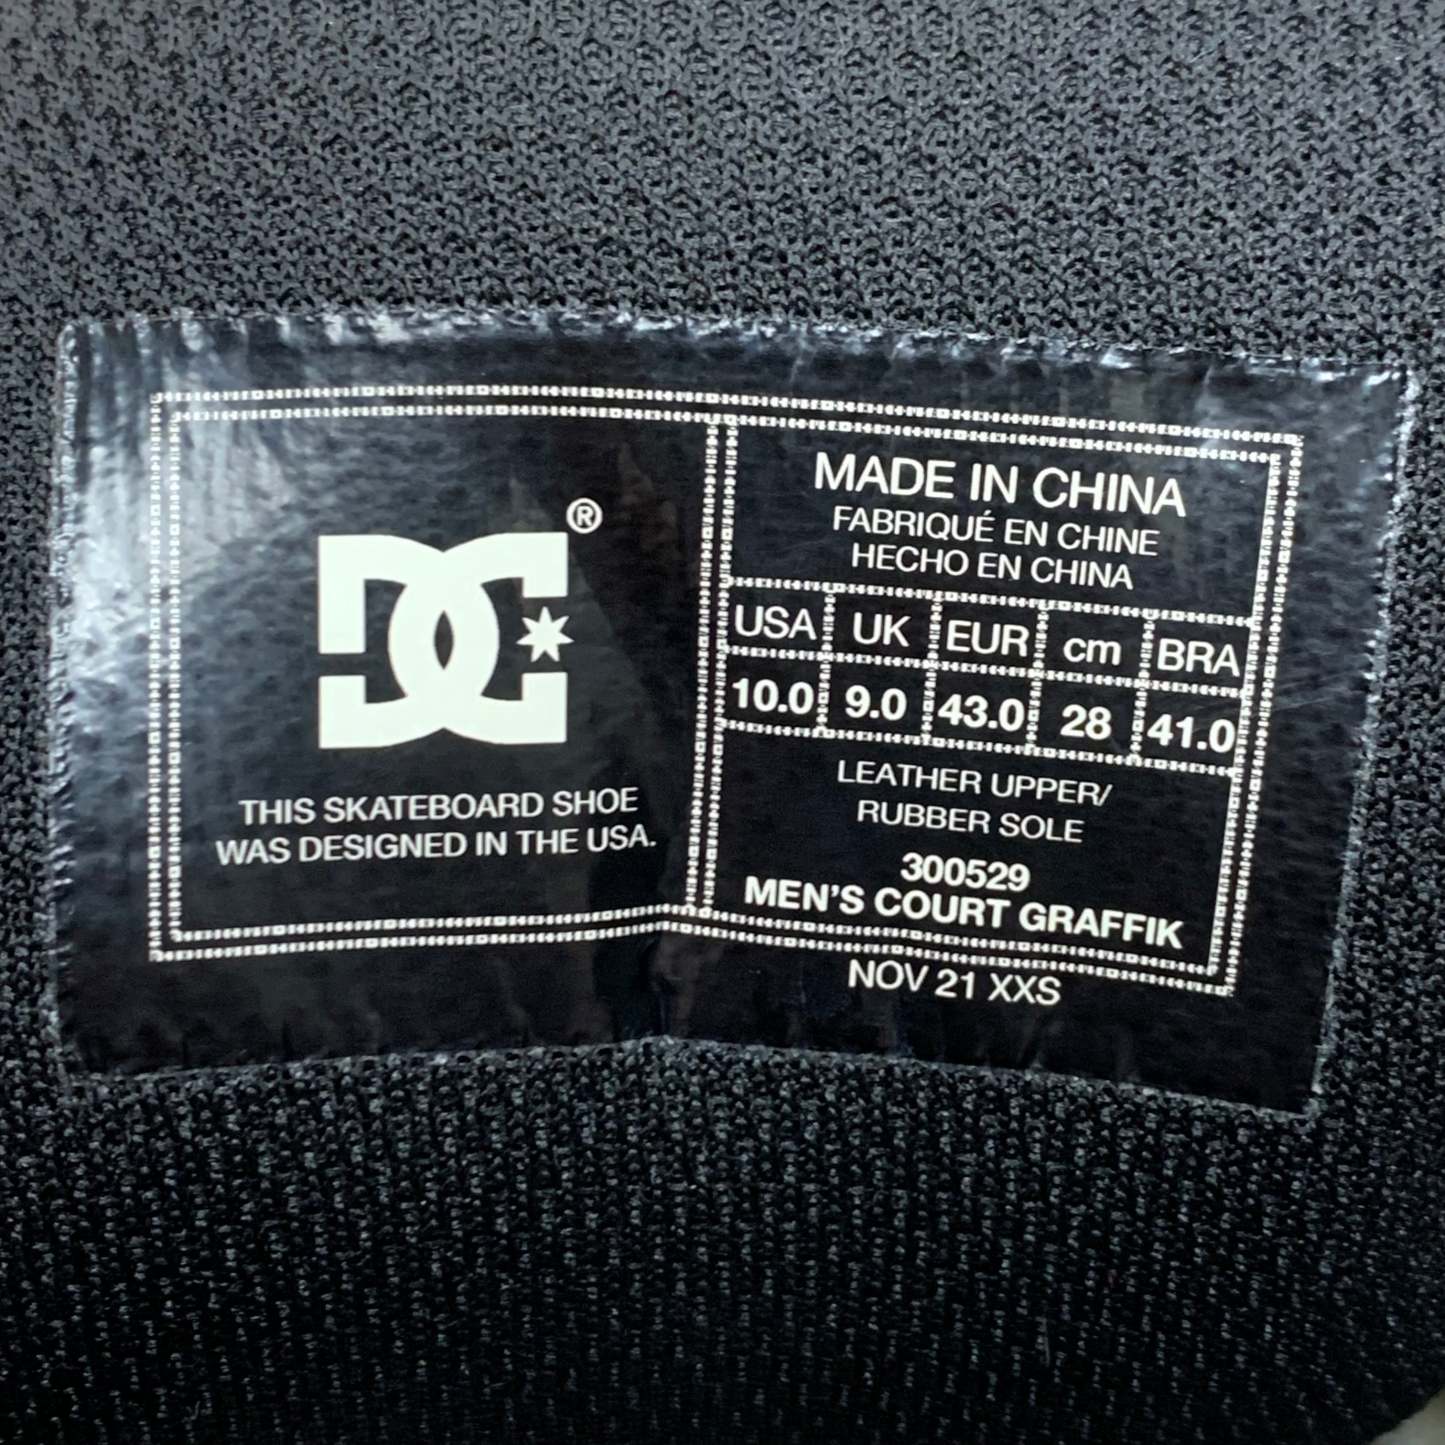 DC®
THIS SKATEBOARD SHOE
WAS DESIGNED IN THE USA.
MADE IN CHINA
FABRIQUÉ EN CHINE
HECHO EN CHINA
USA UK EUR cm BRA
10.0 9.0 43.0 28 41.0
LEATHER UPPER/
RUBBER SOLE
300529
MEN'S COURT GRAFFIK
NOV 21 XXS